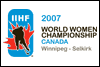 IIHF
2007
WORLD WOMEN
CHAMPIONSHIP
CANADA
Winnipeg - Selkirk